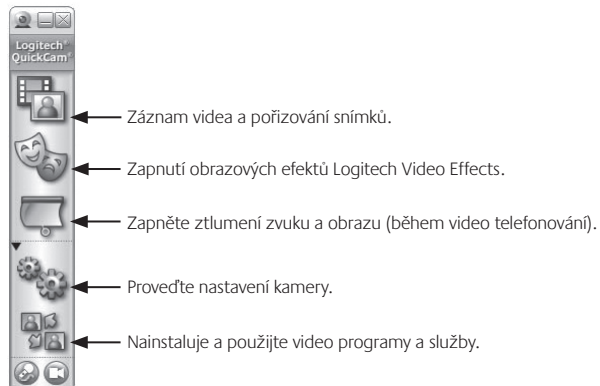 Logitech®
QuickCam®
Záznam videa a pořizování snímků.
Zapnutí obrazových efektů Logitech Video Effects.
Zapněte ztlumení zvuku a obrazu (během video telefonování).
Proveďte nastavení kamery.
Nainstaluje a použijte video programy a služby.